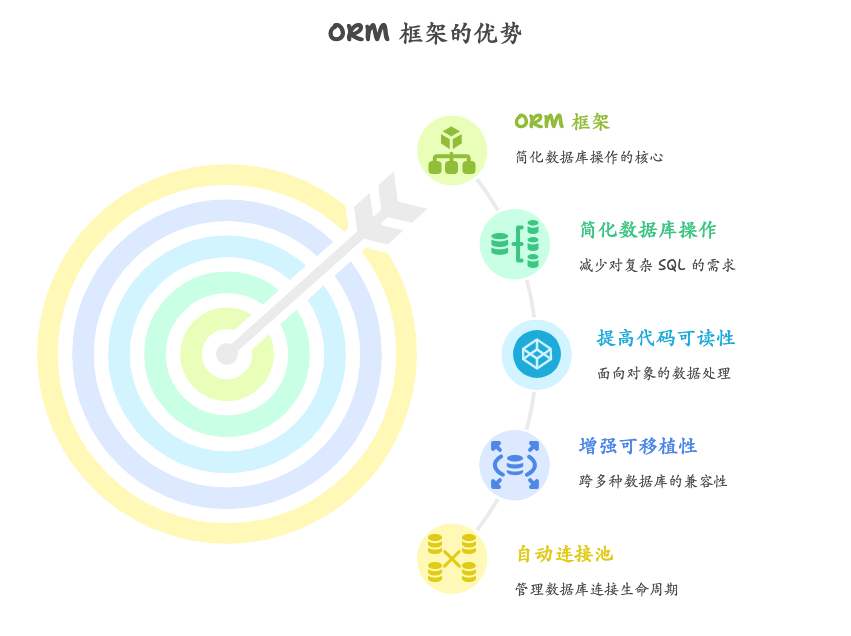 ORM 框架的优势
ORM 框架
简化数据库操作的核心
简化数据库操作
减少对复杂 SQL 的需求
提高代码可读性
面向对象的数据处理
增强可移植性
跨多种数据库的兼容性
自动连接池
管理数据库连接生命周期